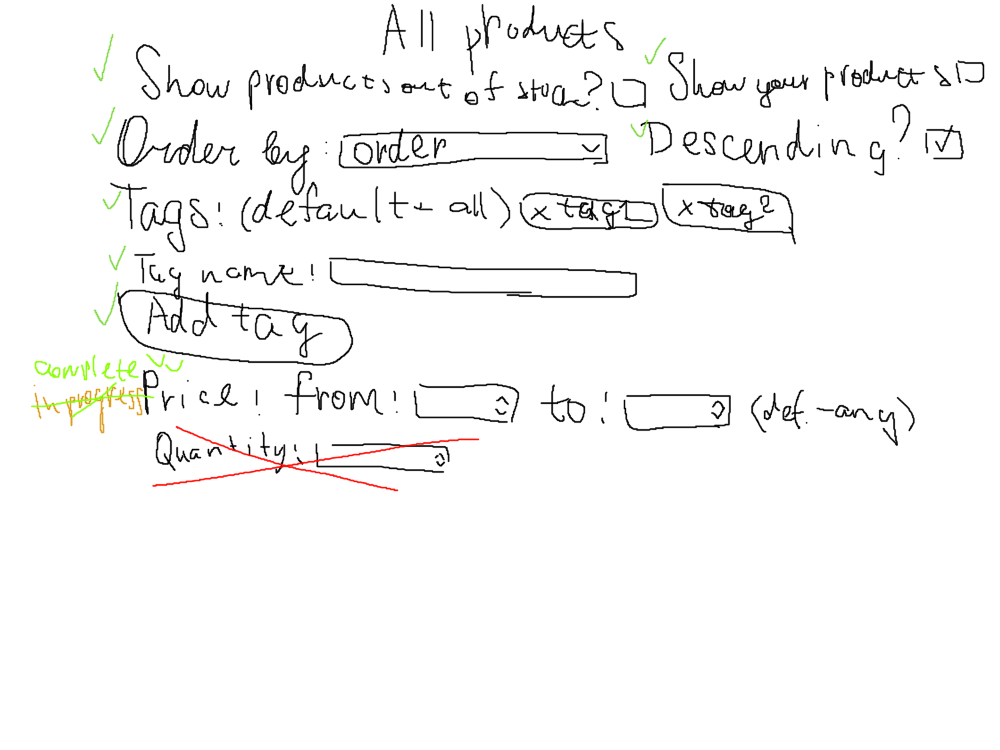 All products
Show products out of stock? Show your products
Order by: order Descending?
Tags: (default - all) x tag1 x tag2
Tag name:
Add tag
complete
in progress Price: from: to: (def. - any)
Quantity: